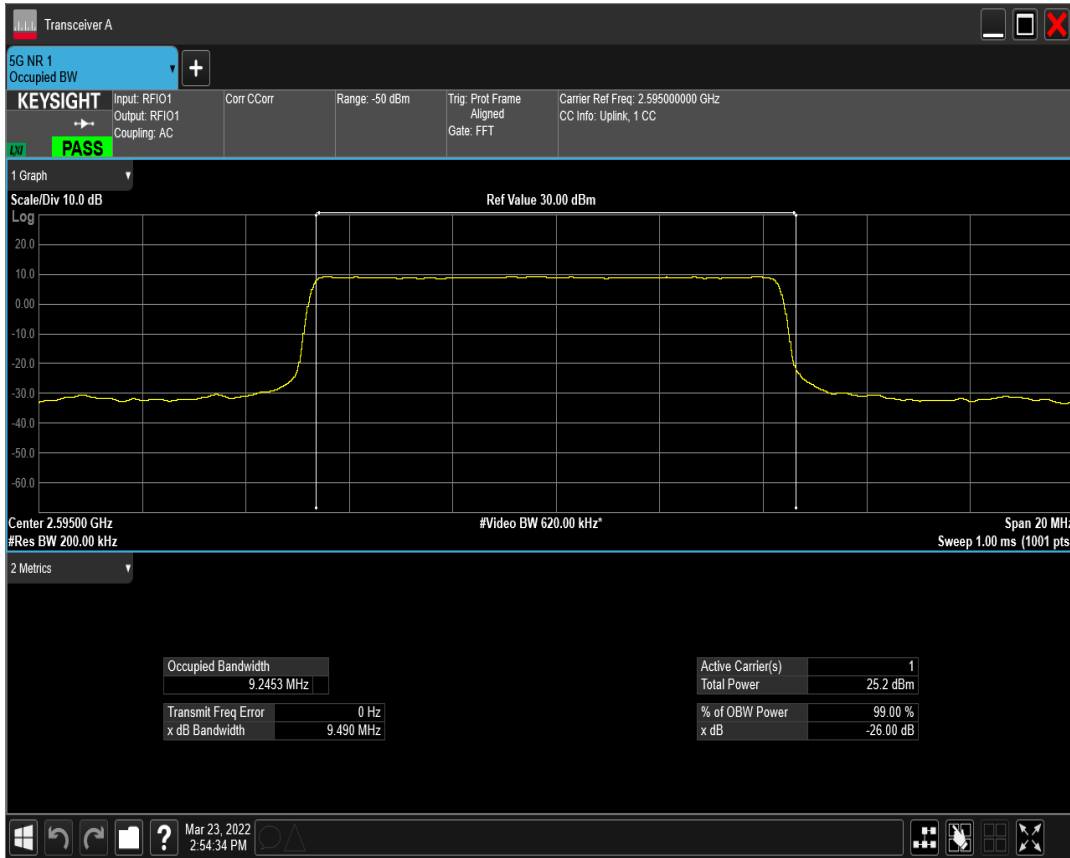 Transceiver A
5G NR 1
Occupied BW
KEYSIGHT
LXI
PASS
Input: RFIO1
Output: RFIO1
Coupling: AC
Corr CCorr
Range: -50 dBm
Trig: Prot Frame
Aligned
Gate: FFT
Carrier Ref Freq: 2.595000000 GHz
CC Info: Uplink, 1 CC
1 Graph
Scale/Div 10.0 dB
Ref Value 30.00 dBm
Log
20.0
10.0
0.00
-10.0
-20.0
-30.0
-40.0
-50.0
-60.0
Center 2.59500 GHz
#Video BW 620.00 kHz*
Span 20 MHz
#Res BW 200.00 kHz
Sweep 1.00 ms (1001 pts
2 Metrics
Occupied Bandwidth
9.2453 MHz
Transmit Freq Error 0 Hz
x dB Bandwidth 9.490 MHz
Active Carrier(s) 1
Total Power 25.2 dBm
% of OBW Power 99.00 %
x dB -26.00 dB
?
Mar 23, 2022
2:54:34 PM